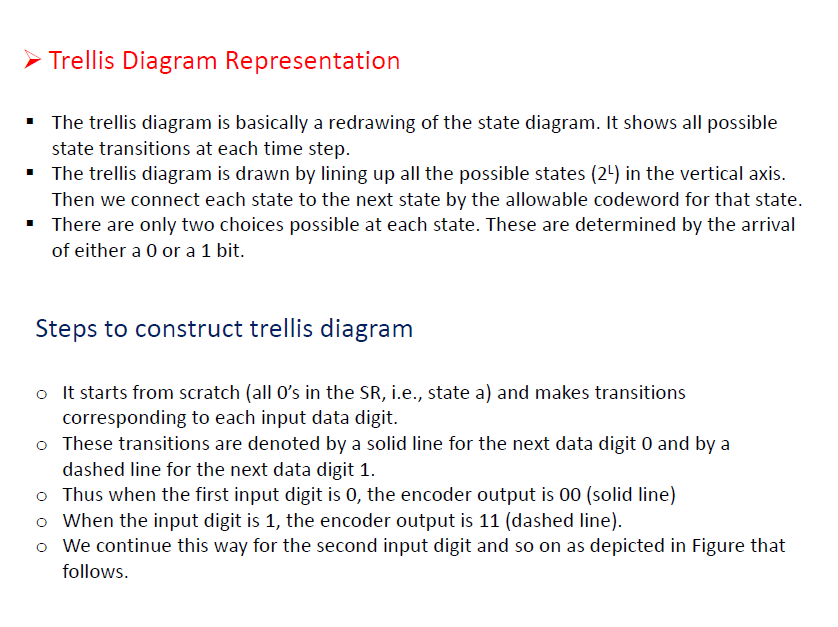 ➢ Trellis Diagram Representation
▪ The trellis diagram is basically a redrawing of the state diagram. It shows all possible
state transitions at each time step.
▪ The trellis diagram is drawn by lining up all the possible states (2ᴸ) in the vertical axis.
Then we connect each state to the next state by the allowable codeword for that state.
▪ There are only two choices possible at each state. These are determined by the arrival
of either a 0 or a 1 bit.
Steps to construct trellis diagram
o It starts from scratch (all 0’s in the SR, i.e., state a) and makes transitions
corresponding to each input data digit.
o These transitions are denoted by a solid line for the next data digit 0 and by a
dashed line for the next data digit 1.
o Thus when the first input digit is 0, the encoder output is 00 (solid line)
o When the input digit is 1, the encoder output is 11 (dashed line).
o We continue this way for the second input digit and so on as depicted in Figure that
follows.